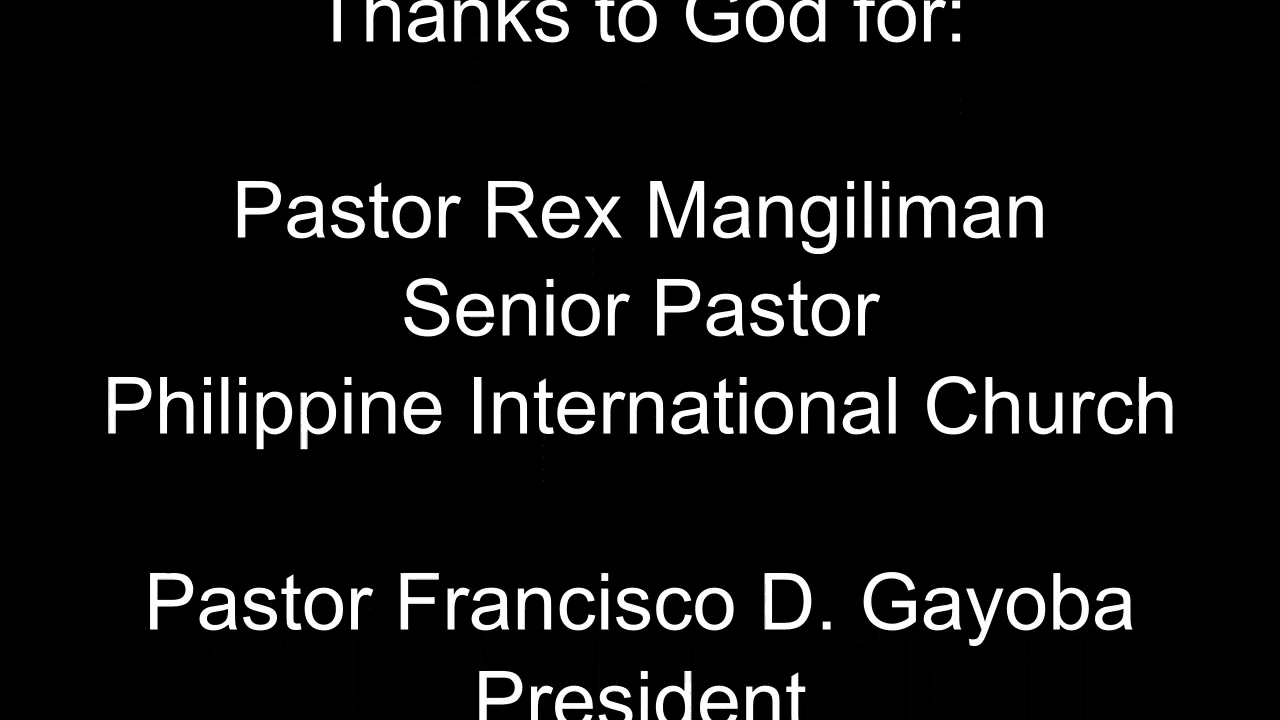 Thanks to God for:
Pastor Rex Mangiliman
Senior Pastor
Philippine International Church
Pastor Francisco D. Gayoba
President